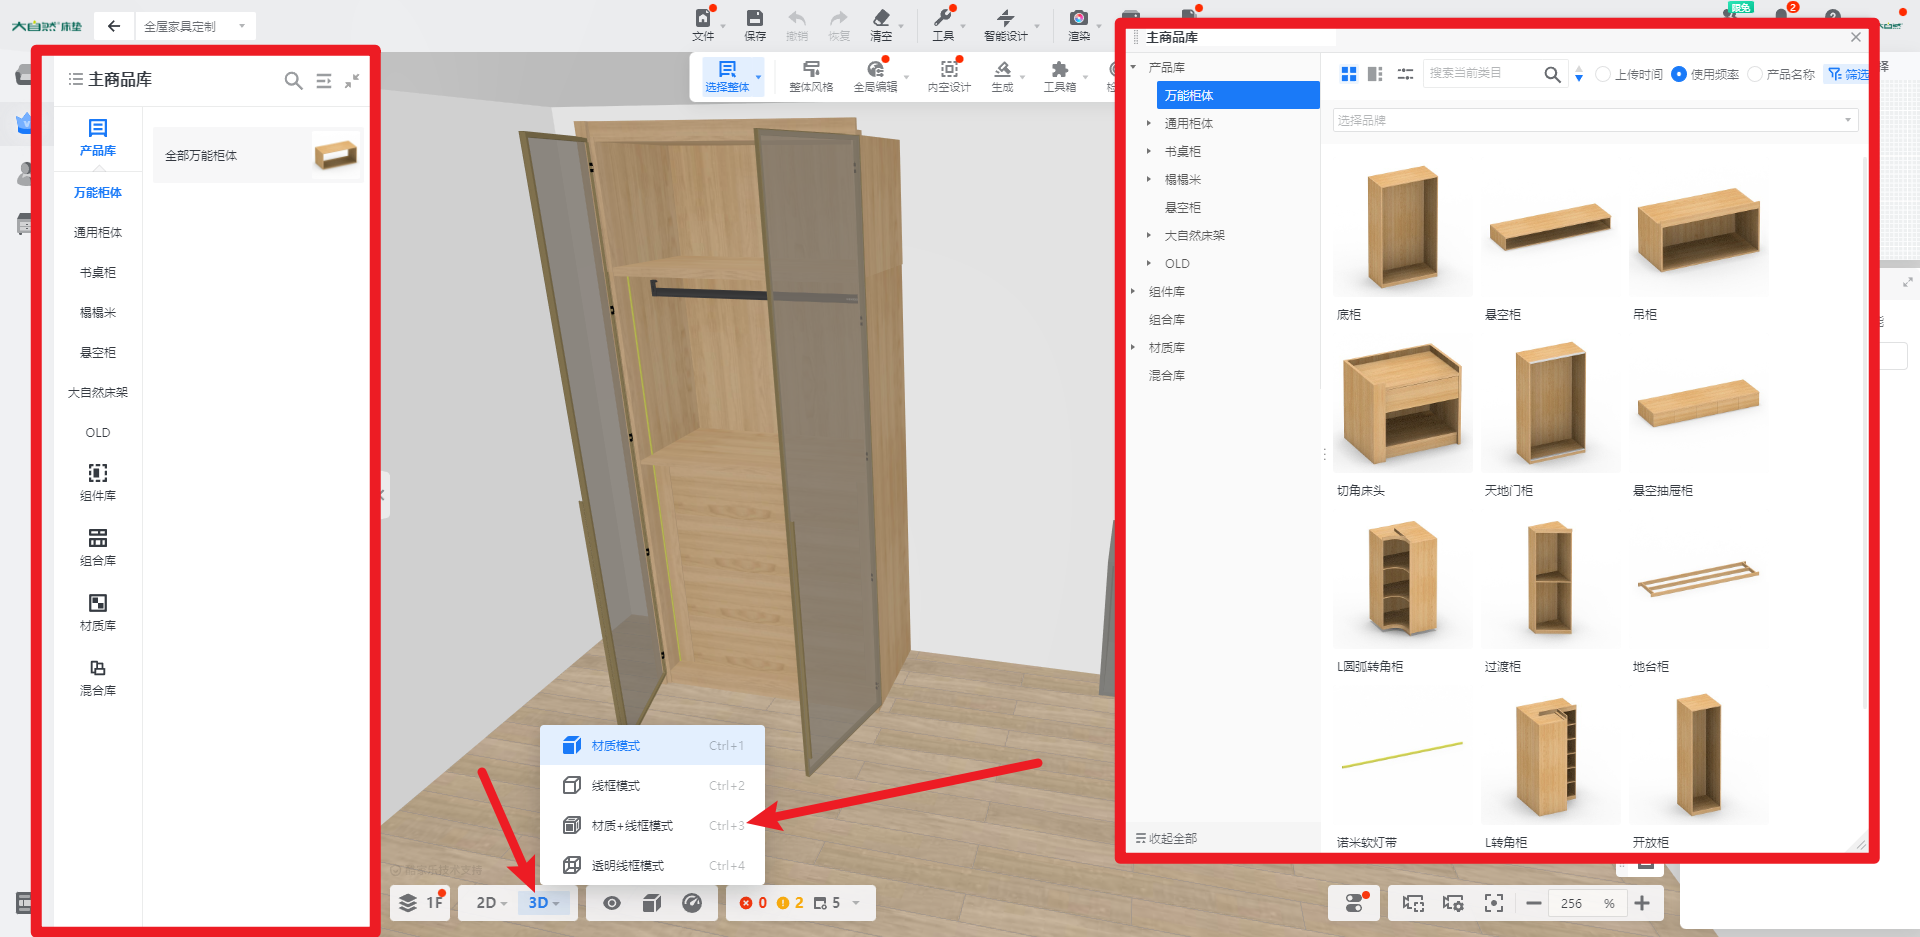 大自然®床垫
全屋家具定制
文件
保存
撤销
恢复
清空
工具
智能设计
渲染
限免
2
选择整体
整体风格
全局编辑
内空设计
生成
工具箱
主商品库
产品库
万能柜体
通用柜体
书桌柜
榻榻米
悬空柜
大自然床架
OLD
组件库
组合库
材质库
混合库
全部万能柜体
主商品库
产品库
万能柜体
通用柜体
书桌柜
榻榻米
悬空柜
大自然床架
OLD
组件库
组合库
材质库
混合库
收起全部
搜索当前类目
上传时间
使用频率
产品名称
筛选
择
选择品牌
底柜
悬空柜
吊柜
切角床头
天地门柜
悬空抽屉柜
L圆弧转角柜
过渡柜
地台柜
诺米软灯带
L转角柜
开放柜
材质模式 Ctrl+1
线框模式 Ctrl+2
材质+线框模式 Ctrl+3
透明线框模式 Ctrl+4
1F
2D
3D
0
2
5
256 %